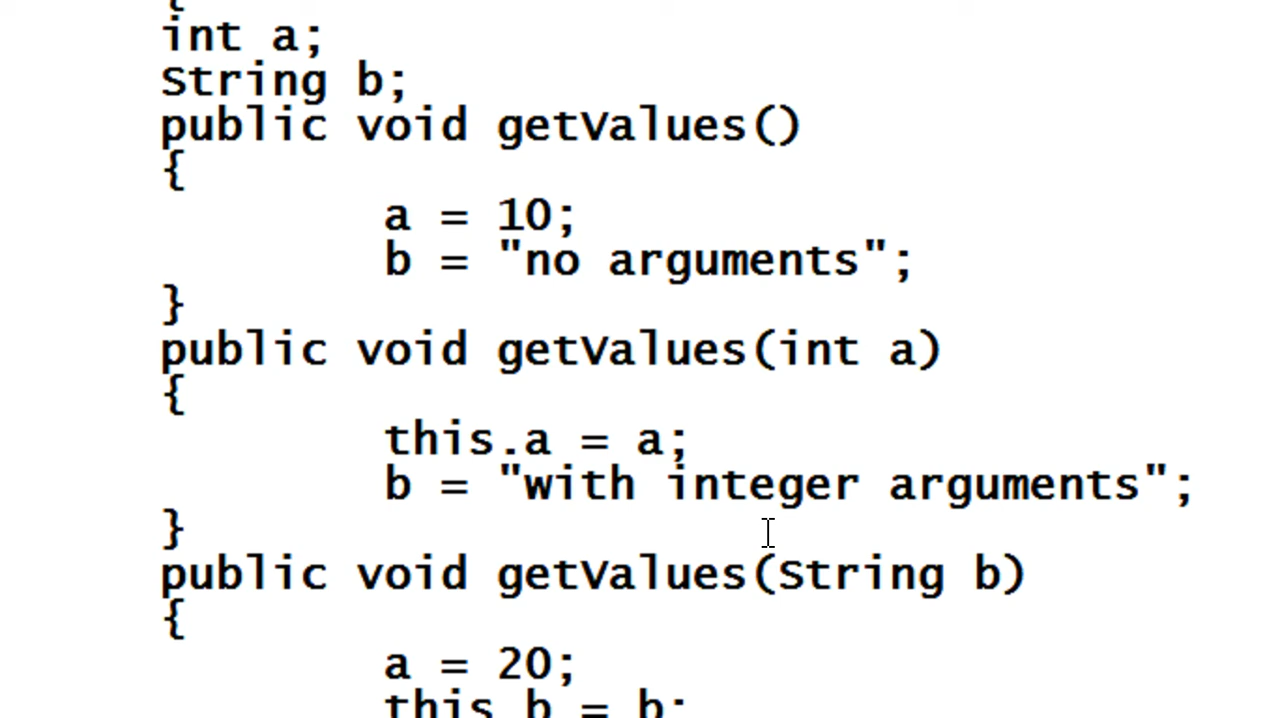 {
int a;
String b;
public void getValues()
{
a = 10;
b = "no arguments";
}
public void getValues(int a)
{
this.a = a;
b = "with integer arguments";
}
public void getValues(String b)
{
a = 20;
this.b = b;